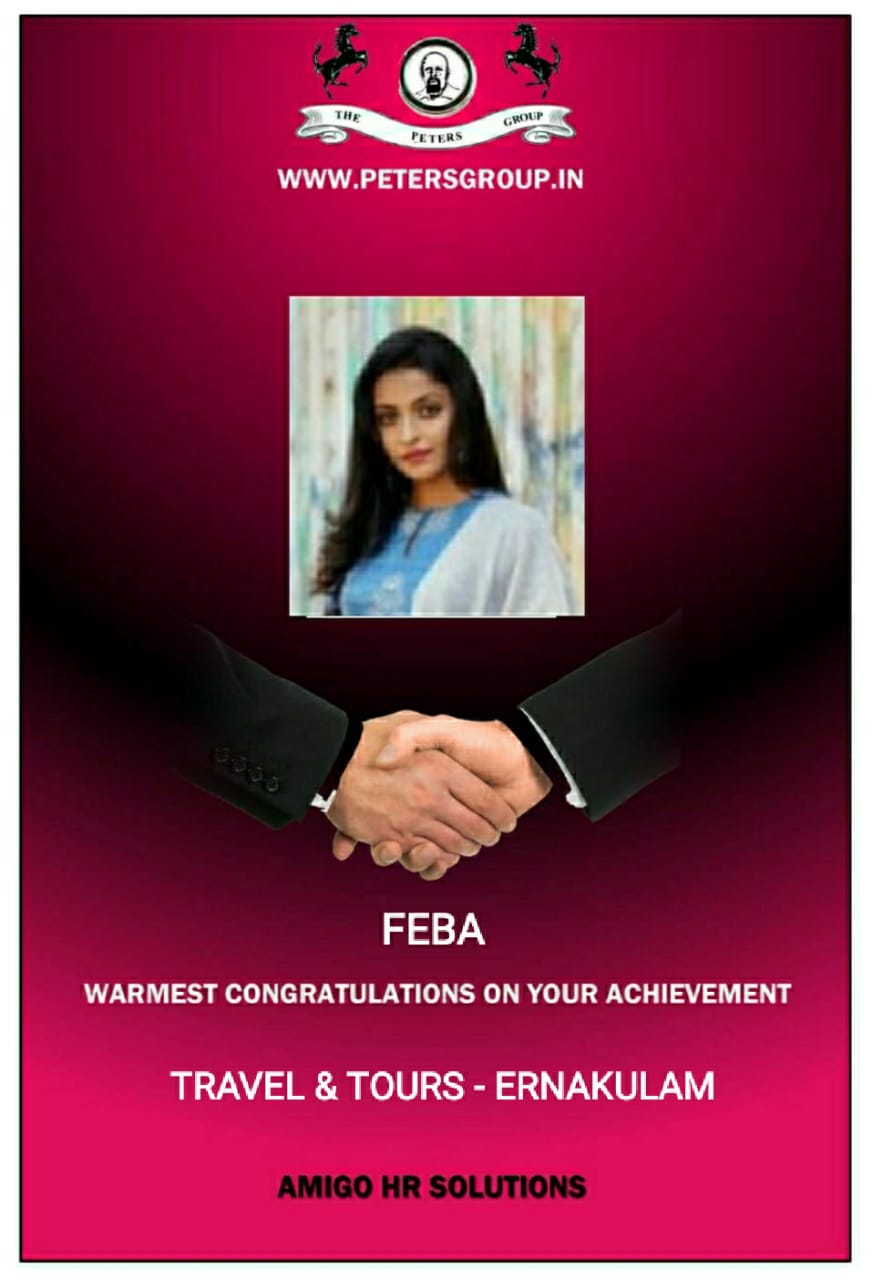 THE PETERS GROUP
WWW.PETERSGROUP.IN
FEBA
WARMEST CONGRATULATIONS ON YOUR ACHIEVEMENT
TRAVEL & TOURS - ERNAKULAM
AMIGO HR SOLUTIONS